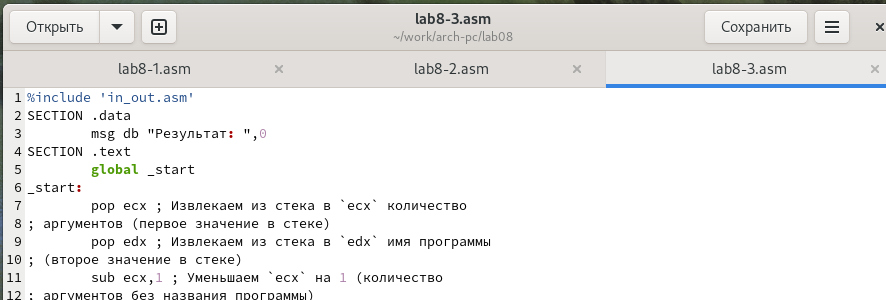 Открыть
lab8-3.asm
~/work/arch-pc/lab08
Сохранить
lab8-1.asm
lab8-2.asm
lab8-3.asm
1 %include 'in_out.asm'
2 SECTION .data
3 msg db "Результат: ",0
4 SECTION .text
5 global _start
6 _start:
7 pop ecx ; Извлекаем из стека в `ecx` количество
8 ; аргументов (первое значение в стеке)
9 pop edx ; Извлекаем из стека в `edx` имя программы
10 ; (второе значение в стеке)
11 sub ecx,1 ; Уменьшаем `ecx` на 1 (количество
12 ; аргументов без названия программы)